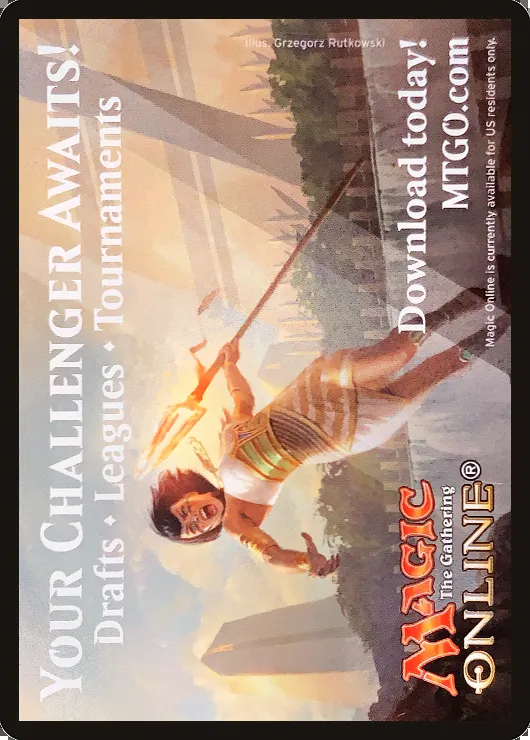 YOUR CHALLENGER AWAITS!
Drafts • Leagues • Tournaments
Illus. Grzegorz Rutkowski
MAGIC
The Gathering
ONLINE®
Download today!
MTGO.com
Magic Online is currently available for US residents only.